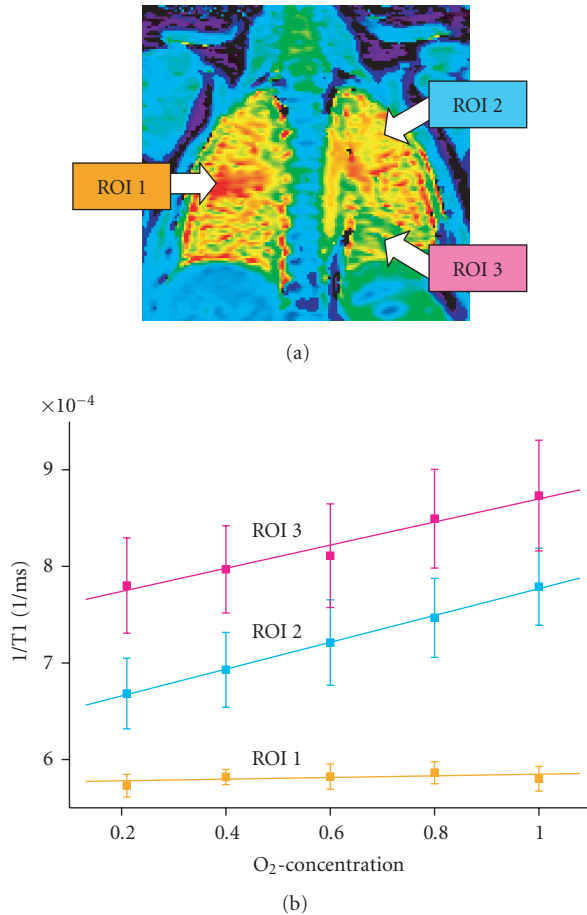 ROI 1
ROI 2
ROI 3
(a)
×10⁻⁴
9
8
7
6
1/T1 (1/ms)
ROI 3
ROI 2
ROI 1
0.2 0.4 0.6 0.8 1
O₂-concentration
(b)